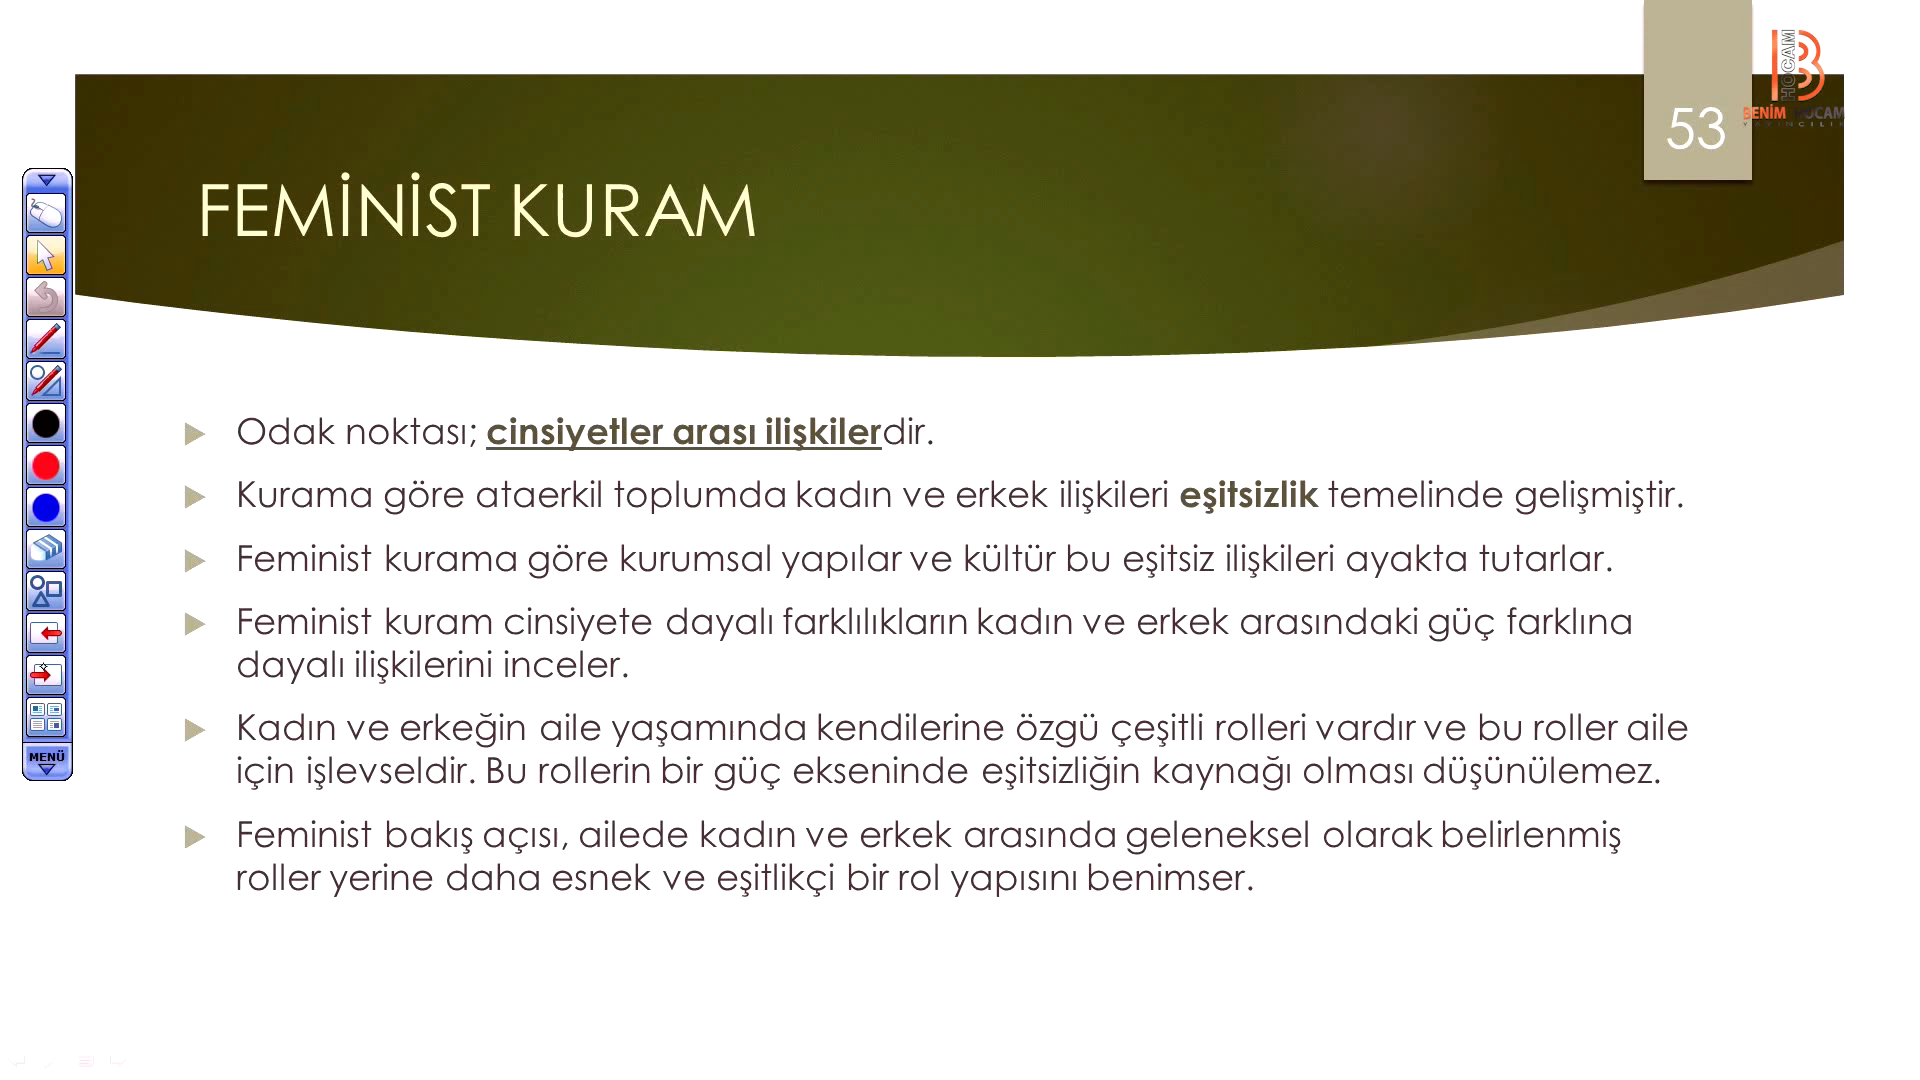 HOCAM
BENİM HOCAM
YAYINCILIK
53
FEMİNİST KURAM
Odak noktası; cinsiyetler arası ilişkilerdir.
Kurama göre ataerkil toplumda kadın ve erkek ilişkileri eşitsizlik temelinde gelişmiştir.
Feminist kurama göre kurumsal yapılar ve kültür bu eşitsiz ilişkileri ayakta tutarlar.
Feminist kuram cinsiyete dayalı farklılıkların kadın ve erkek arasındaki güç farklına
dayalı ilişkilerini inceler.
Kadın ve erkeğin aile yaşamında kendilerine özgü çeşitli rolleri vardır ve bu roller aile
için işlevseldir. Bu rollerin bir güç ekseninde eşitsizliğin kaynağı olması düşünülemez.
Feminist bakış açısı, ailede kadın ve erkek arasında geleneksel olarak belirlenmiş
roller yerine daha esnek ve eşitlikçi bir rol yapısını benimser.
MENÜ